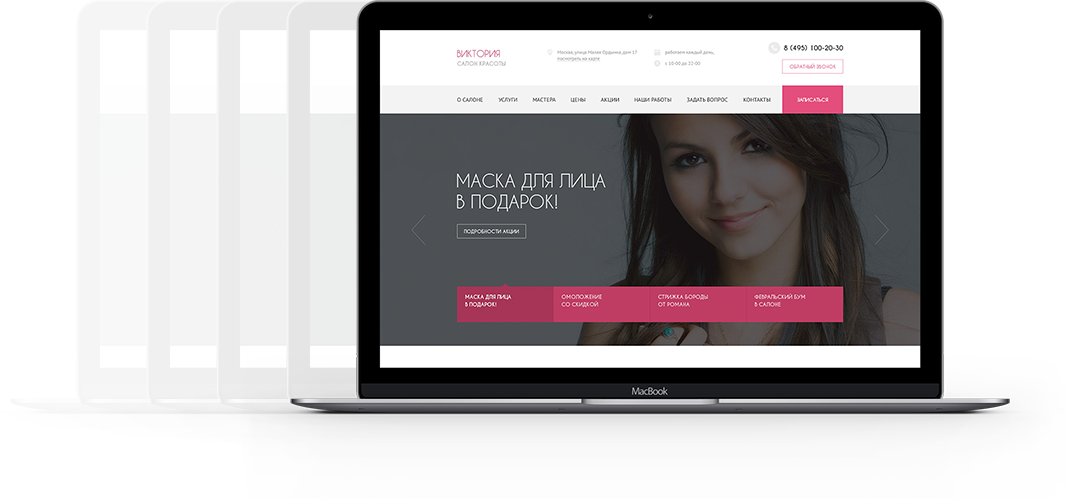 ВИКТОРИЯ
САЛОН КРАСОТЫ
Москва, улица Малая Ордынка, дом 17
посмотреть на карте
работаем каждый день,
с 10-00 до 22-00
8 (495) 100-20-30
ОБРАТНЫЙ ЗВОНОК
О САЛОНЕ УСЛУГИ МАСТЕРА ЦЕНЫ АКЦИИ НАШИ РАБОТЫ ЗАДАТЬ ВОПРОС КОНТАКТЫ ЗАПИСАТЬСЯ
МАСКА ДЛЯ ЛИЦА
В ПОДАРОК!
ПОДРОБНОСТИ АКЦИИ
МАСКА ДЛЯ ЛИЦА
В ПОДАРОК!
ОМОЛОЖЕНИЕ
СО СКИДКОЙ
СТРИЖКА БОРОДЫ
ОТ РОМАНА
ФЕВРАЛЬСКИЙ БУМ
В САЛОНЕ
MacBook